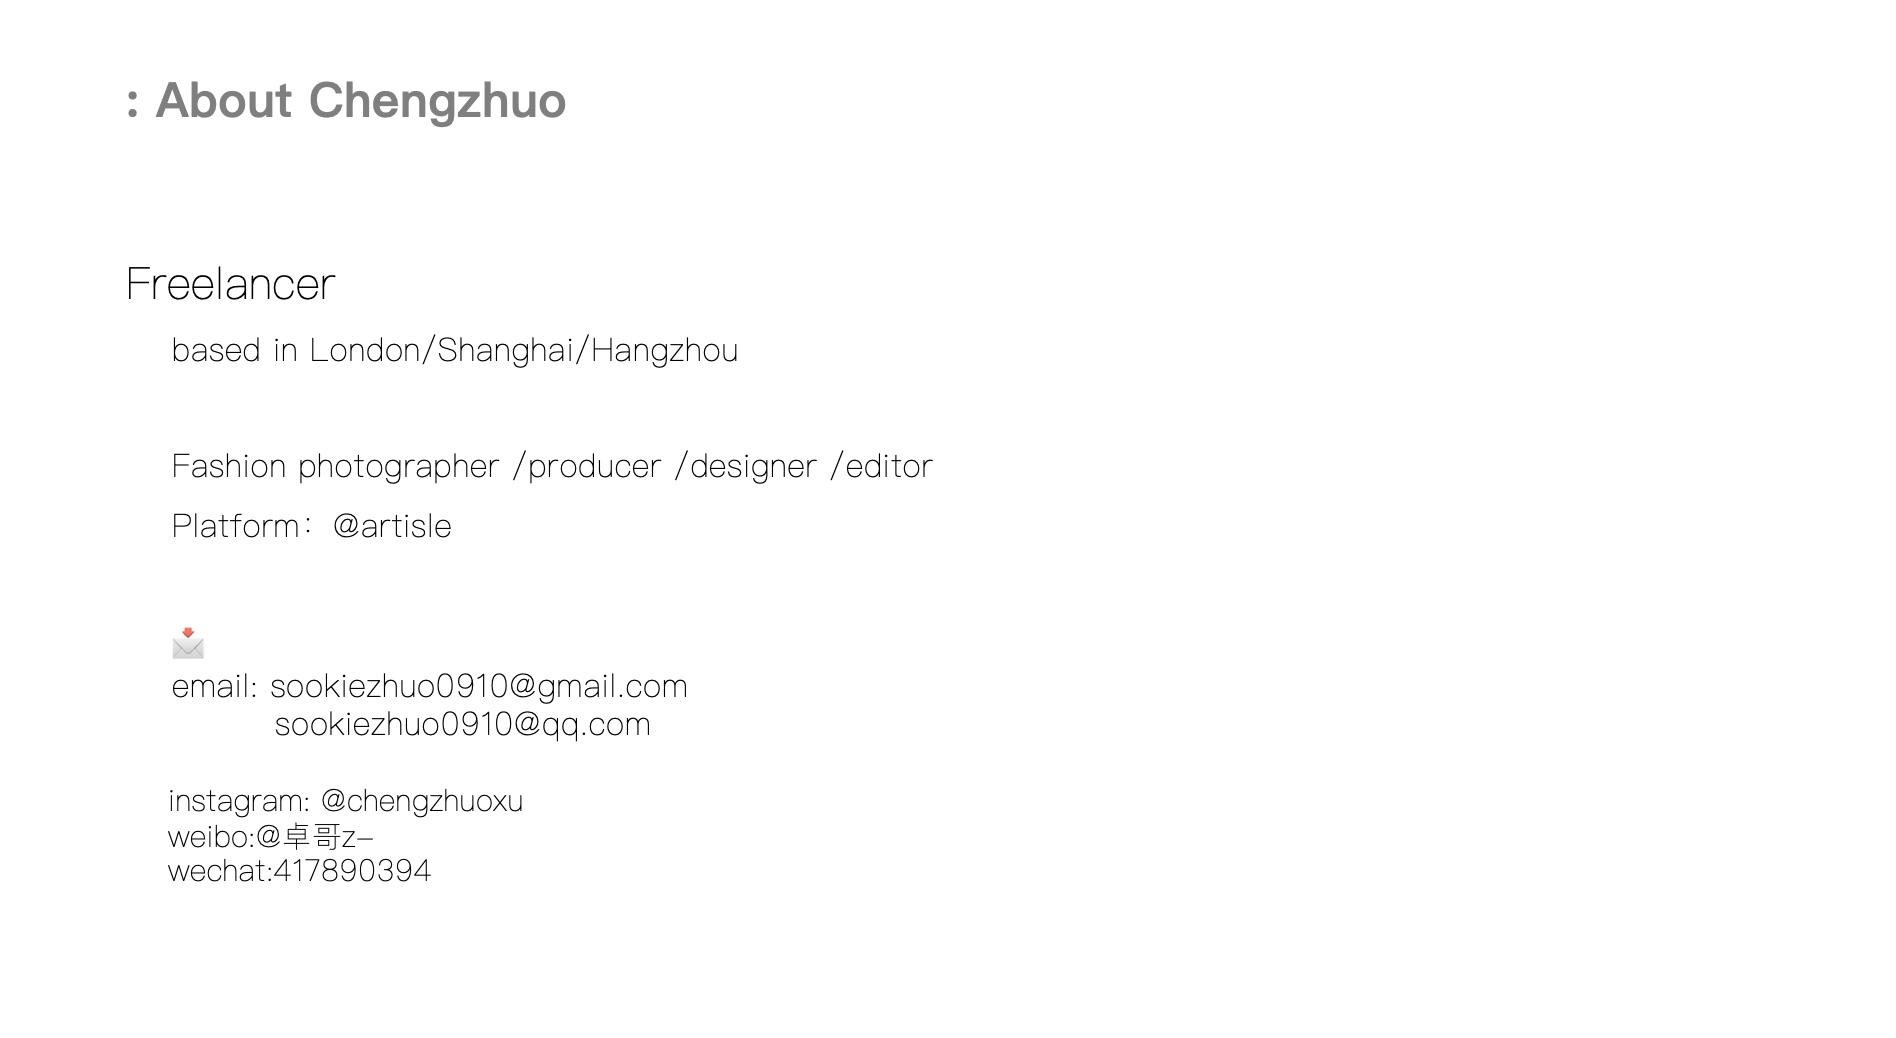 : About Chengzhuo
Freelancer
based in London/Shanghai/Hangzhou
Fashion photographer /producer /designer /editor
Platform：@artisle
email: sookiezhuo0910@gmail.com
sookiezhuo0910@qq.com
instagram: @chengzhuoxu
weibo:@卓哥z-
wechat:417890394